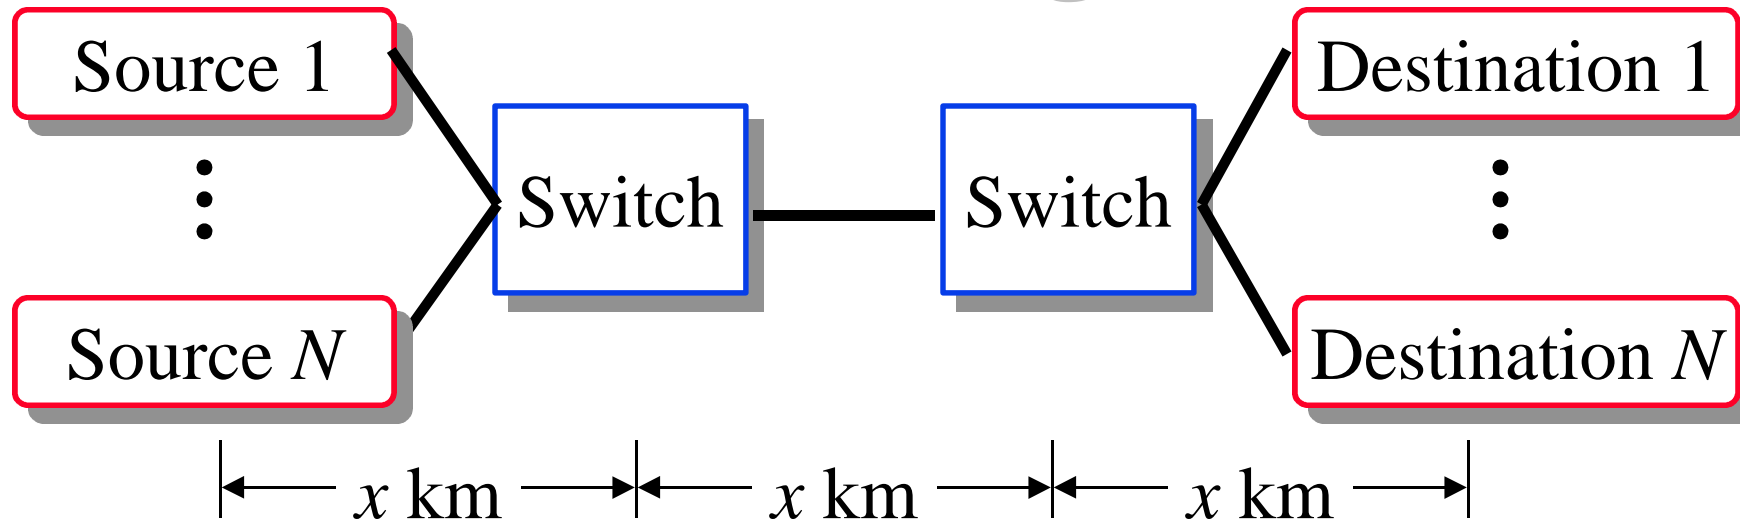 Source 1
Destination 1
Switch
Switch
Source N
Destination N
x km
x km
x km